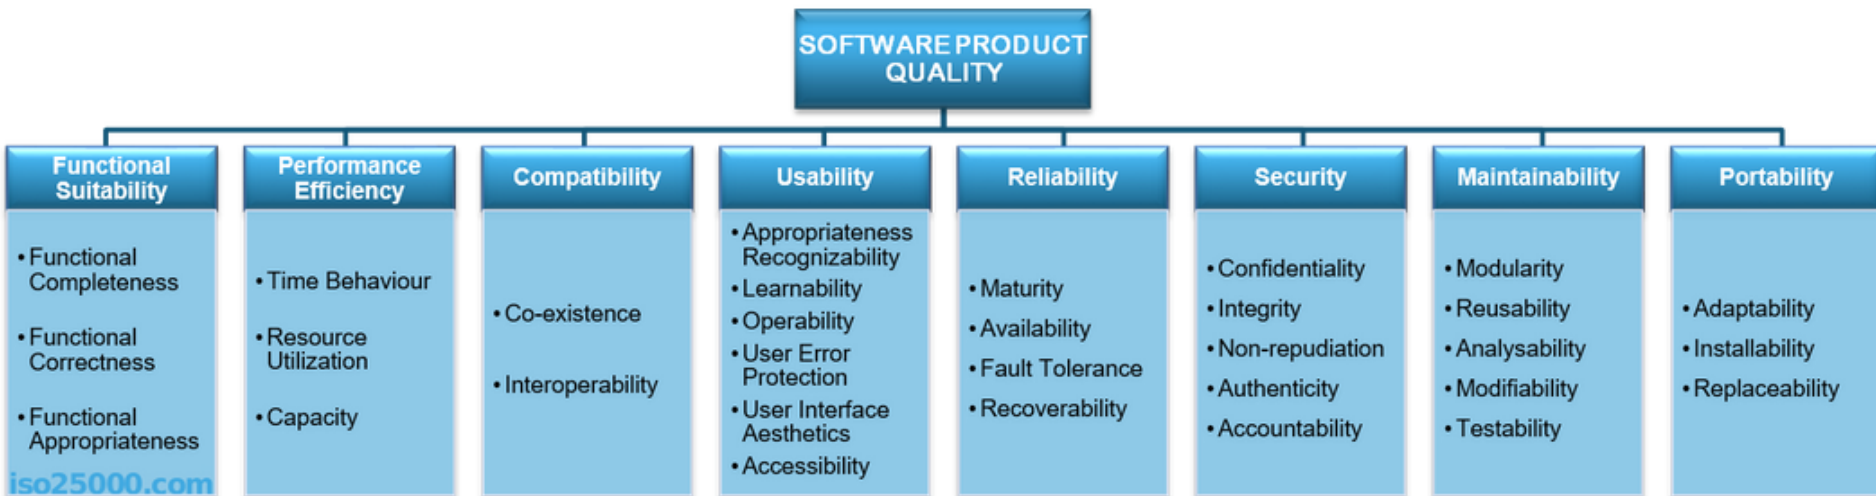 SOFTWARE PRODUCT
QUALITY
Functional
Suitability
• Functional
Completeness
• Functional
Correctness
• Functional
Appropriateness
Performance
Efficiency
• Time Behaviour
• Resource
Utilization
• Capacity
Compatibility
• Co-existence
• Interoperability
Usability
• Appropriateness
Recognizability
• Learnability
• Operability
• User Error
Protection
• User Interface
Aesthetics
• Accessibility
Reliability
• Maturity
• Availability
• Fault Tolerance
• Recoverability
Security
• Confidentiality
• Integrity
• Non-repudiation
• Authenticity
• Accountability
Maintainability
• Modularity
• Reusability
• Analysability
• Modifiability
• Testability
Portability
• Adaptability
• Installability
• Replaceability
iso25000.com